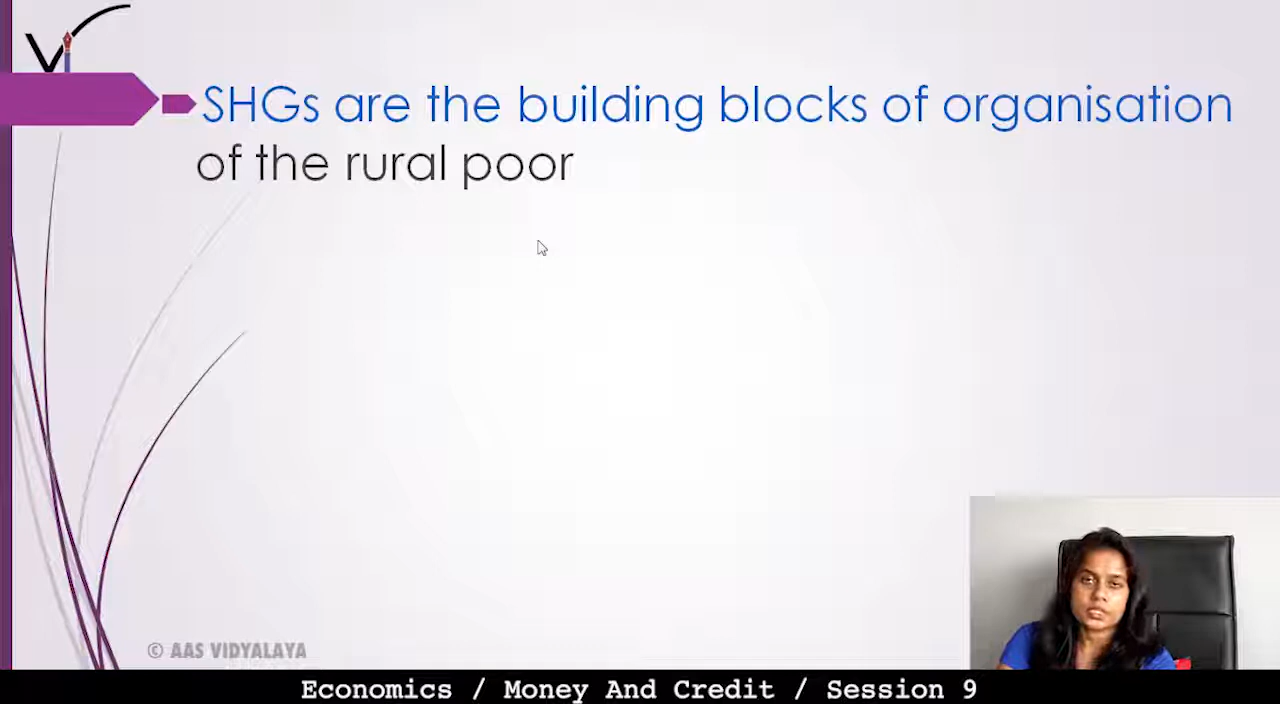 Vi
SHGs are the building blocks of organisation
of the rural poor
© AAS VIDYALAYA
Economics / Money And Credit / Session 9